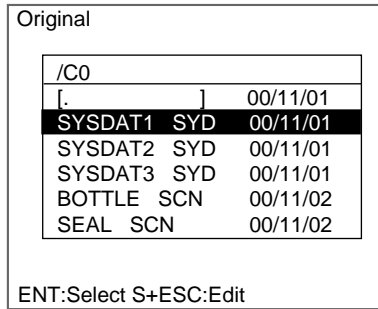 Original
/C0
[. ] 00/11/01
SYSDAT1 SYD 00/11/01
SYSDAT2 SYD 00/11/01
SYSDAT3 SYD 00/11/01
BOTTLE SCN 00/11/02
SEAL SCN 00/11/02
ENT:Select S+ESC:Edit